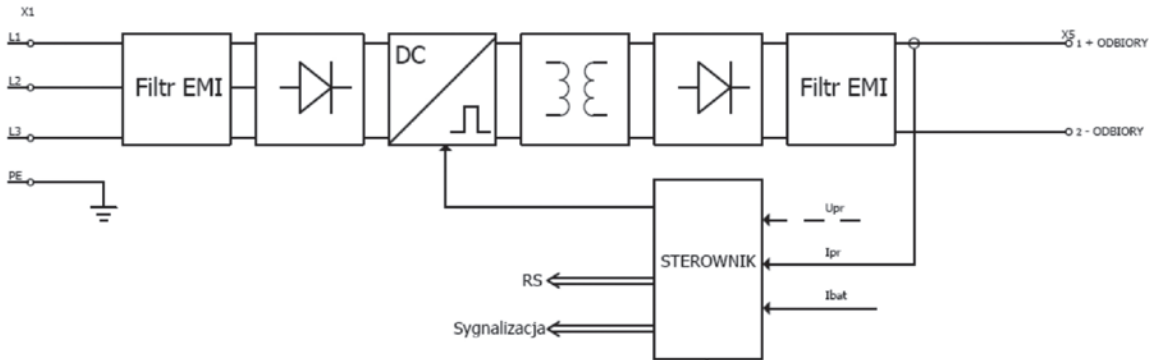 X1
L1
L2
L3
PE
Filtr EMI
DC
Filtr EMI
X5
1 + ODBIORY
2 - ODBIORY
STEROWNIK
Upr
Ipr
Ibat
RS
Sygnalizacja